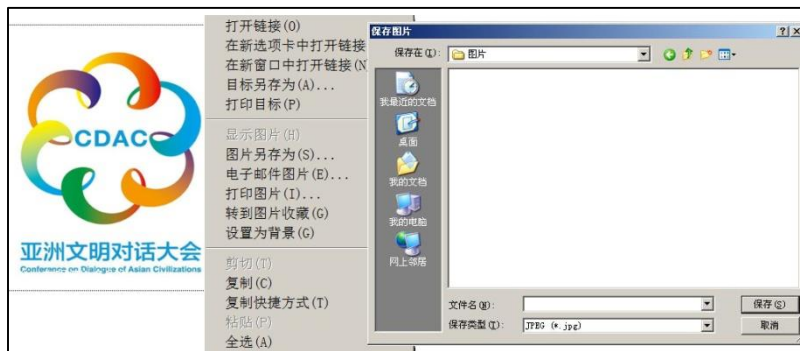 CDAC
亚洲文明对话大会
Conference on Dialogue of Asian Civilizations
打开链接(O)
在新选项卡中打开链接
在新窗口中打开链接(N
目标另存为(A)...
打印目标(P)
显示图片(H)
图片另存为(S)...
电子邮件图片(E)...
打印图片(I)...
转到图片收藏(G)
设置为背景(G)
剪切(T)
复制(C)
复制快捷方式(T)
粘贴(P)
全选(A)
保存图片
保存在(I):
图片
我最近的文档
桌面
我的文档
我的电脑
网上邻居
文件名(N):
保存(S)
保存类型(T):
JPEG (*.jpg)
取消